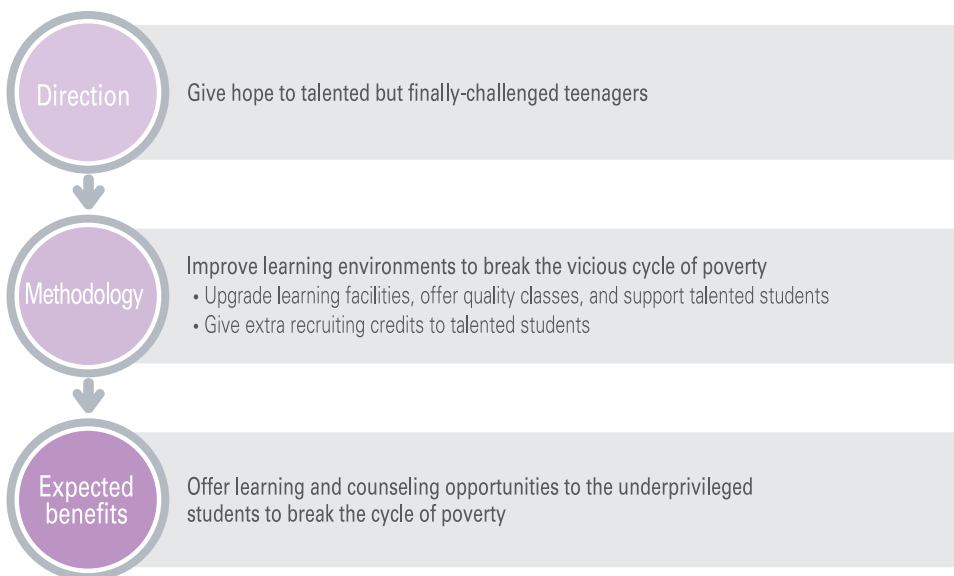 Direction
Give hope to talented but finally-challenged teenagers
Methodology
Improve learning environments to break the vicious cycle of poverty
• Upgrade learning facilities, offer quality classes, and support talented students
• Give extra recruiting credits to talented students
Expected
benefits
Offer learning and counseling opportunities to the underprivileged
students to break the cycle of poverty